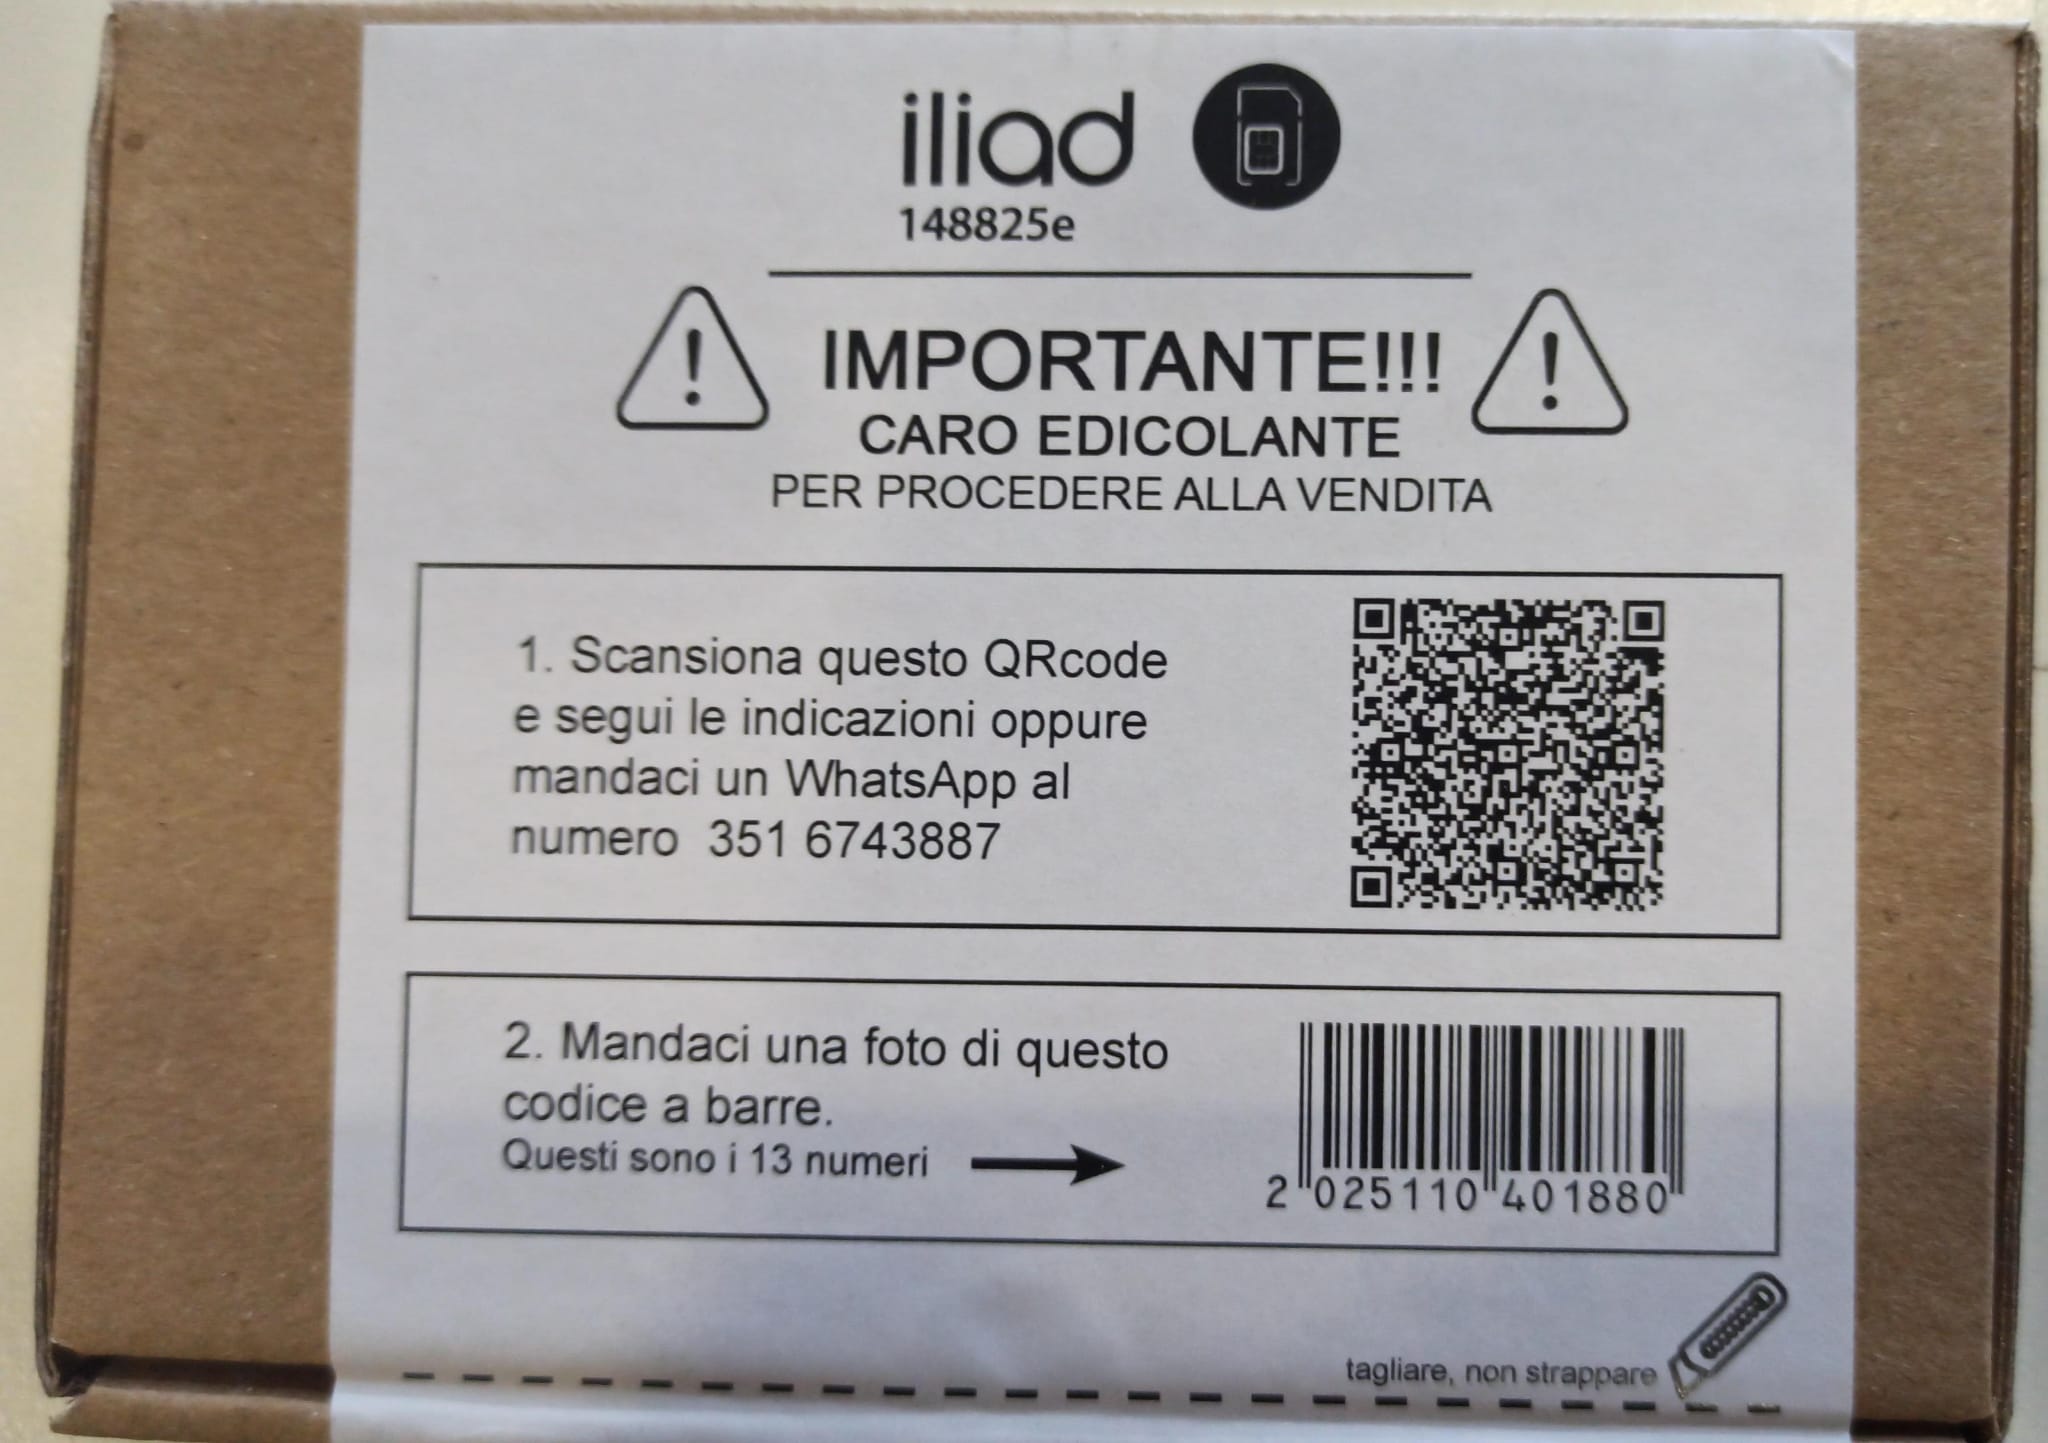 iliad
148825e
IMPORTANTE!!!
CARO EDICOLANTE
PER PROCEDERE ALLA VENDITA
1. Scansiona questo QRcode
e segui le indicazioni oppure
mandaci un WhatsApp al
numero 351 6743887
2. Mandaci una foto di questo
codice a barre.
Questi sono i 13 numeri
2 025110 401880
tagliare, non strappare